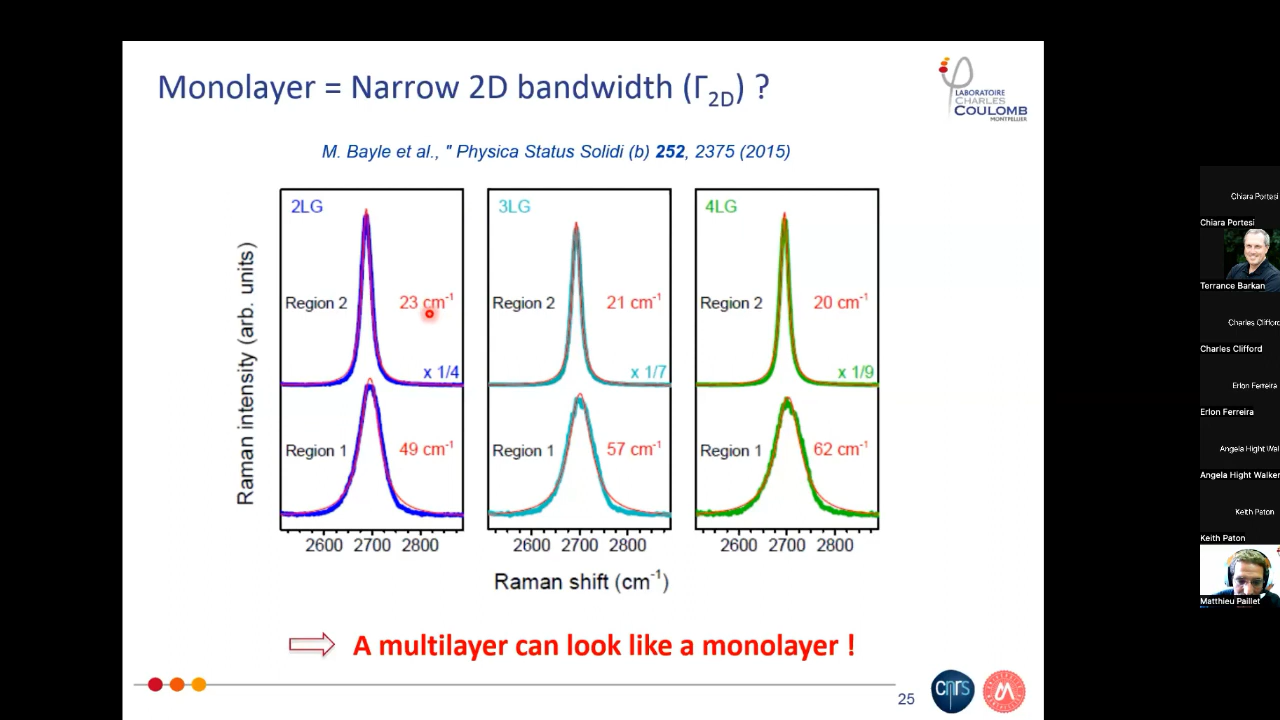 Monolayer = Narrow 2D bandwidth (Γ2D) ?
LABORATOIRE
CHARLES
COULOMB
MONTPELLIER
M. Bayle et al., " Physica Status Solidi (b) 252, 2375 (2015)
Raman intensity (arb. units)
2LG
Region 2
23 cm-1
x 1/4
Region 1
49 cm-1
2600 2700 2800
3LG
Region 2
21 cm-1
x 1/7
Region 1
57 cm-1
2600 2700 2800
4LG
Region 2
20 cm-1
x 1/9
Region 1
62 cm-1
2600 2700 2800
Raman shift (cm-1)
A multilayer can look like a monolayer !
25
cnrs
Chiara Portesi
Chiara Portesi
Terrance Barkan
Charles Clifford
Charles Clifford
Erlon Ferreira
Erlon Ferreira
Angela Hight Wal
Angela Hight Walker
Keith Paton
Keith Paton
Matthieu Paillet